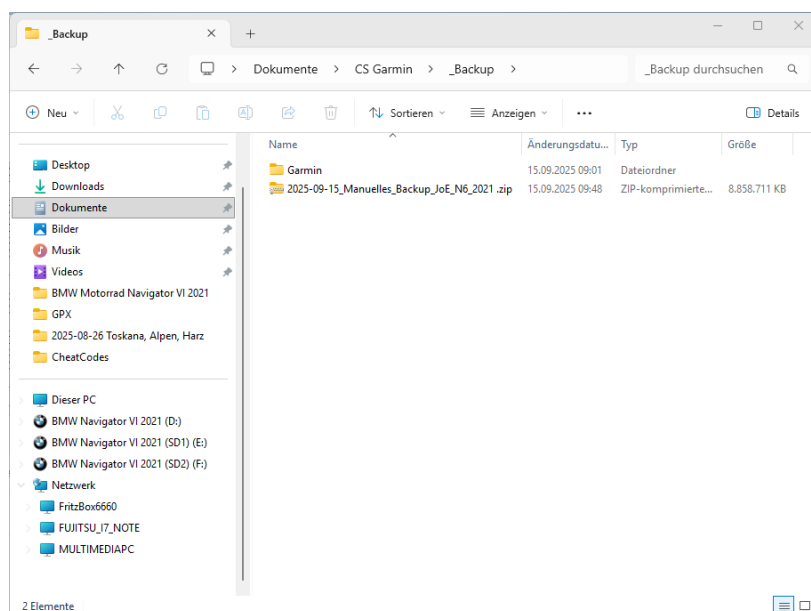 _Backup
Dokumente CS Garmin _Backup
_Backup durchsuchen
Neu Sortieren Anzeigen ... Details
Name Änderungsdatu... Typ Größe
Garmin 15.09.2025 09:01 Dateiordner
2025-09-15_Manuelles_Backup_JoE_N6_2021 .zip 15.09.2025 09:48 ZIP-komprimierte... 8.858.711 KB
Desktop
Downloads
Dokumente
Bilder
Musik
Videos
BMW Motorrad Navigator VI 2021
GPX
2025-08-26 Toskana, Alpen, Harz
CheatCodes
Dieser PC
BMW Navigator VI 2021 (D:)
BMW Navigator VI 2021 (SD1) (E:)
BMW Navigator VI 2021 (SD2) (F:)
Netzwerk
FritzBox6660
FUJITSU_I7_NOTE
MULTIMEDIAPC
2 Elemente